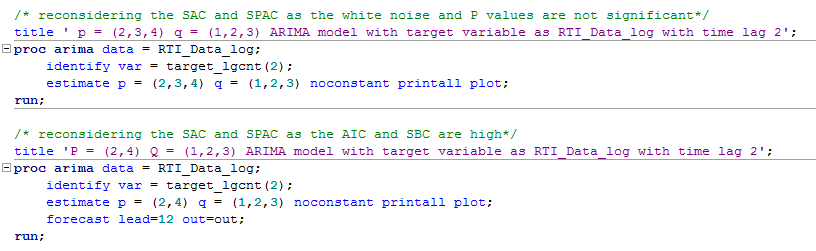 /* reconsidering the SAC and SPAC as the white noise and P values are not significant*/
title ' p = (2,3,4) q = (1,2,3) ARIMA model with target variable as RTI_Data_log with time lag 2';
proc arima data = RTI_Data_log;
identify var = target_lgcnt(2);
estimate p = (2,3,4) q = (1,2,3) noconstant printall plot;
run;
/* reconsidering the SAC and SPAC as the AIC and SBC are high*/
title 'P = (2,4) Q = (1,2,3) ARIMA model with target variable as RTI_Data_log with time lag 2';
proc arima data = RTI_Data_log;
identify var = target_lgcnt(2);
estimate p = (2,4) q = (1,2,3) noconstant printall plot;
forecast lead=12 out=out;
run;